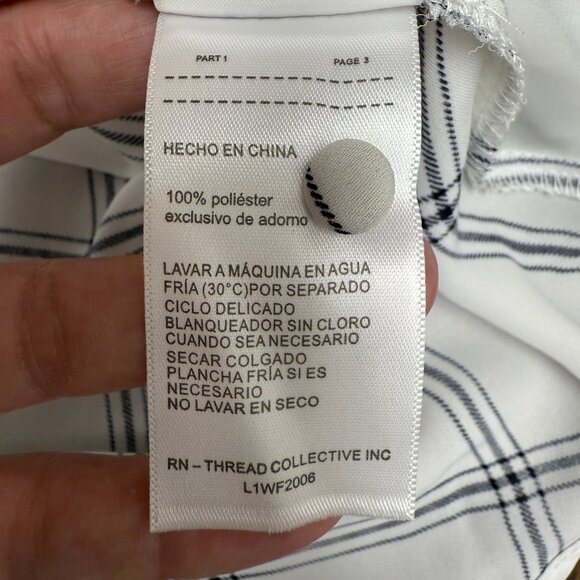 PART 1 PAGE 3
HECHO EN CHINA
100% poliéster
exclusivo de adorno
LAVAR A MÁQUINA EN AGUA
FRÍA (30°C)POR SEPARADO
CICLO DELICADO
BLANQUEADOR SIN CLORO
CUANDO SEA NECESARIO
SECAR COLGADO
PLANCHA FRÍA SI ES
NECESARIO
NO LAVAR EN SECO
RN – THREAD COLLECTIVE INC
L1WF2006